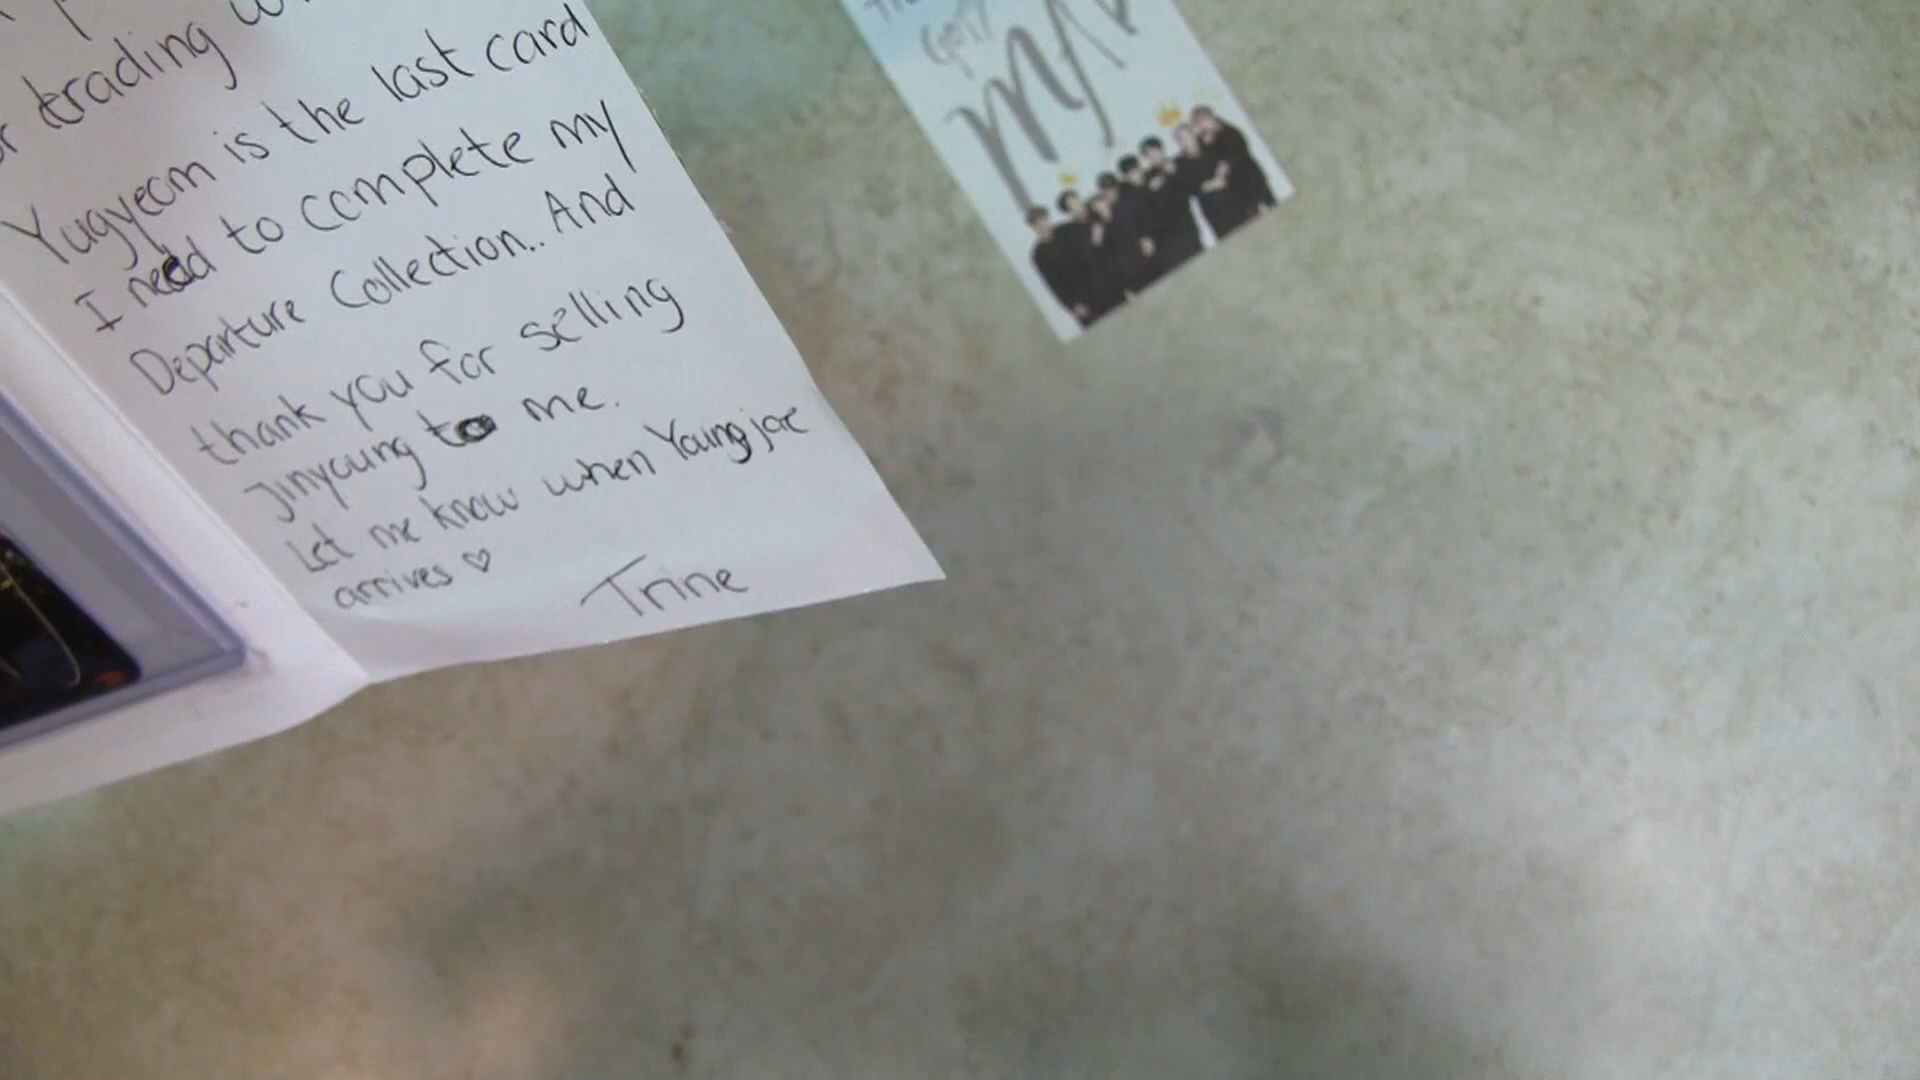 trading
Yugyeom is the last card
I need to complete my
Departure Collection.. And
thank you for selling
Jinyoung to me.
Let me know when Youngjae
arrives ♡
Trine
GOT7